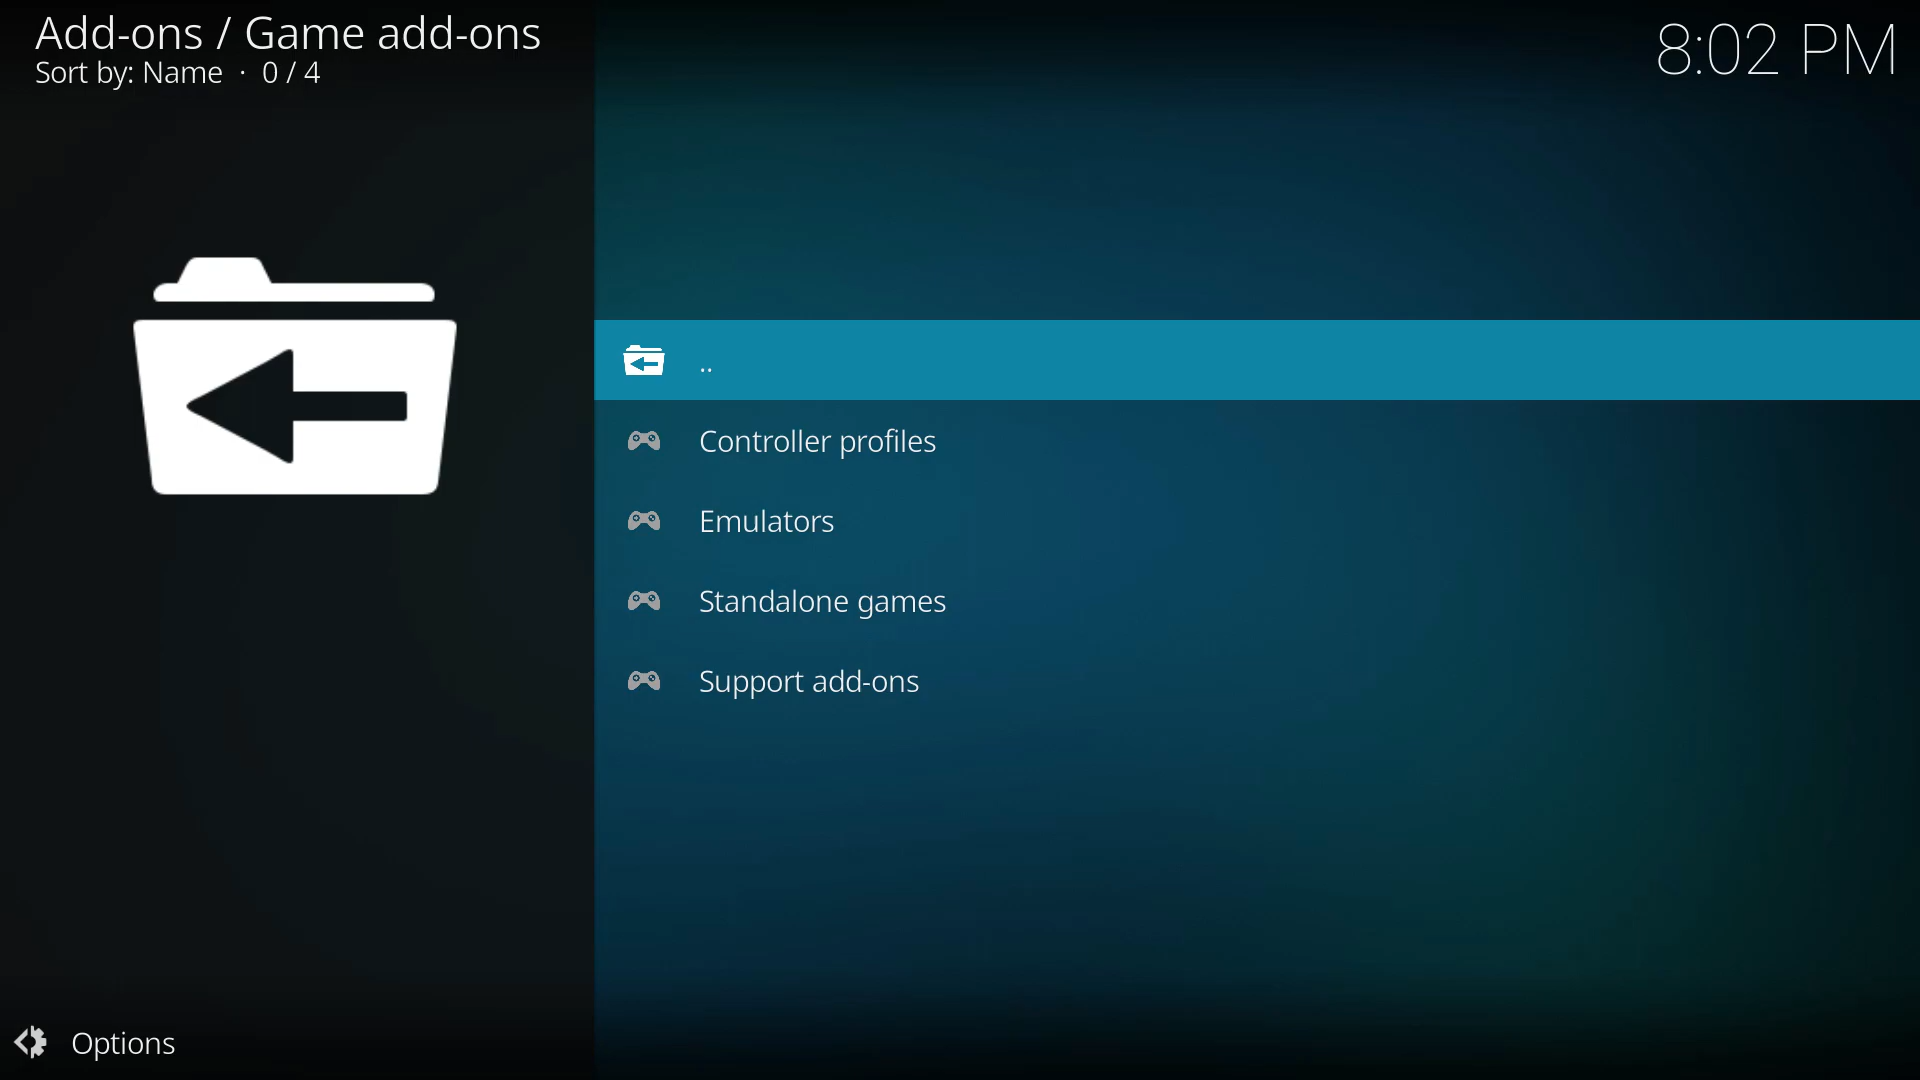 Add-ons / Game add-ons
Sort by: Name · 0 / 4
8:02 PM
..
Controller profiles
Emulators
Standalone games
Support add-ons
Options